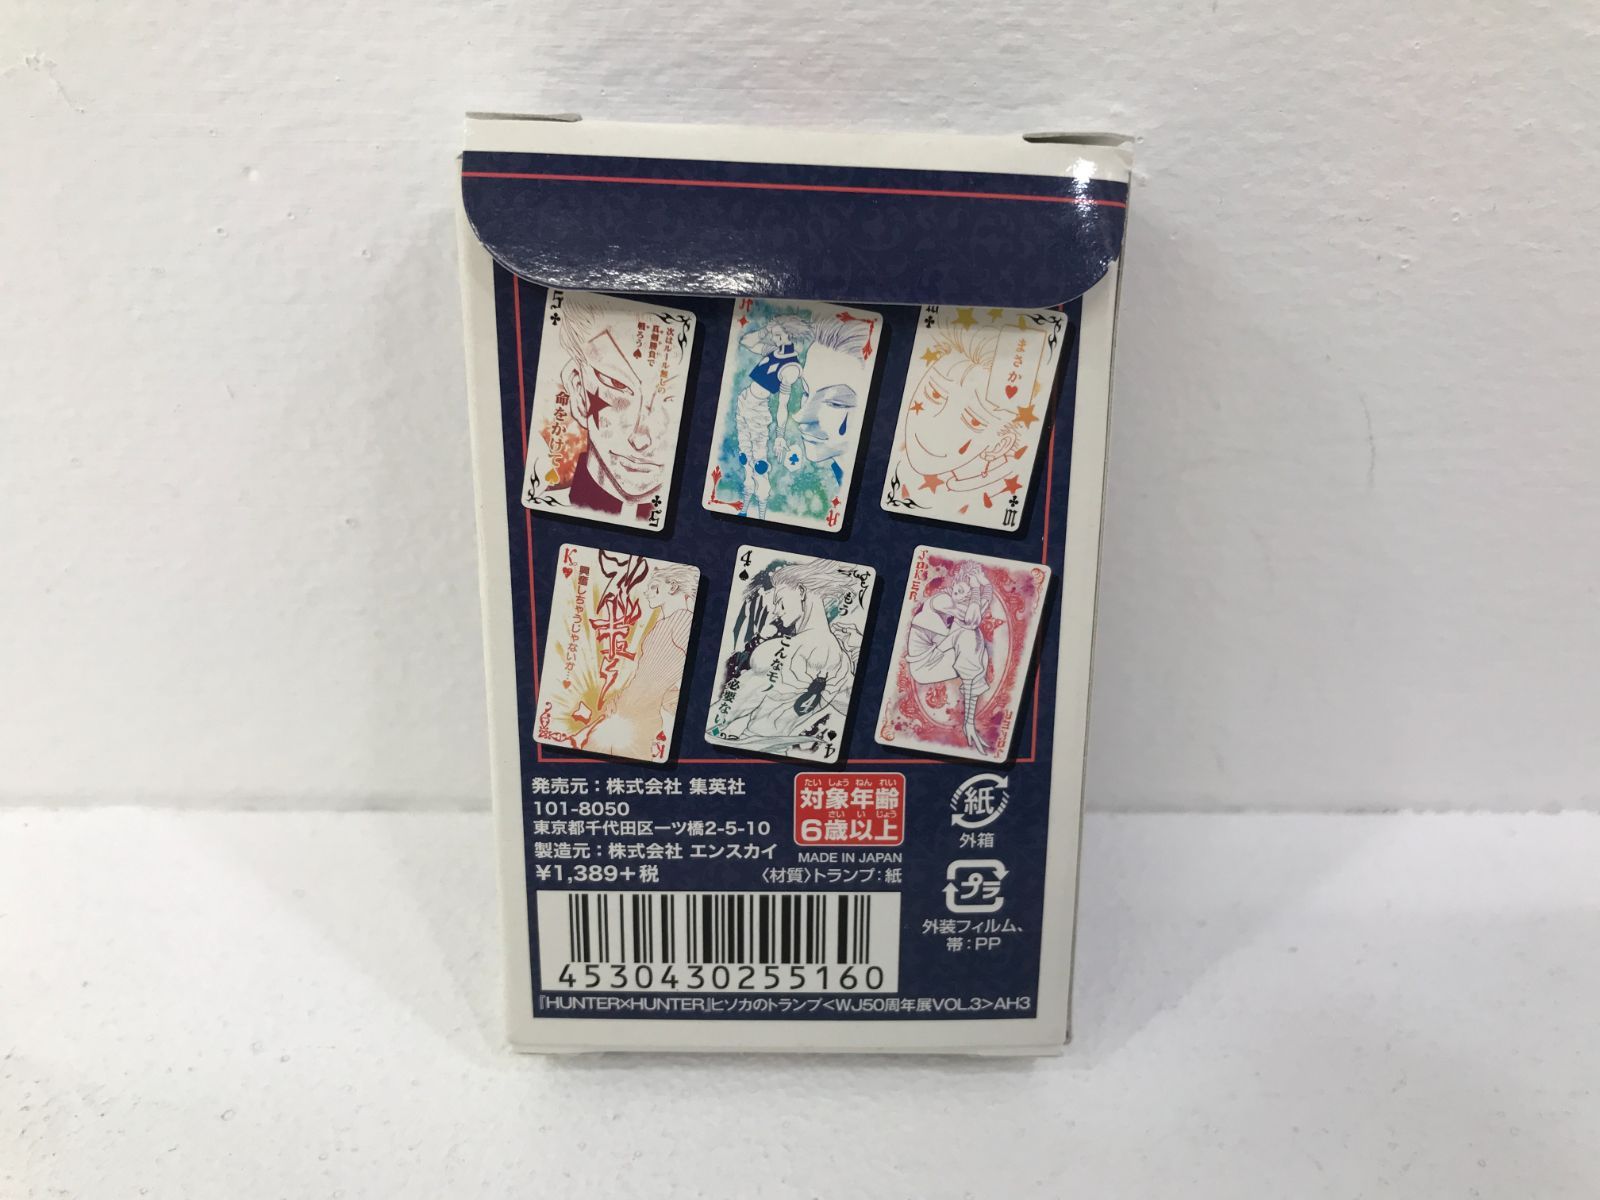 5
次はルール無しの
真剣勝負で
戦ろう♠
命をかけて♠
5
まさか♥
K
興奮しちゃうじゃないか…♥
K
4
もう
こんなモノ
必要ない
4
JOKER
JOKER
発売元：株式会社 集英社
101-8050
東京都千代田区一ツ橋2-5-10
製造元：株式会社 エンスカイ
¥1,389+税
たいしょうねんれい
対象年齢
さいいじょう
6歳以上
MADE IN JAPAN
〈材質〉トランプ：紙
紙
外箱
プラ
外装フィルム、
帯：PP
4530430255160
『HUNTER×HUNTER』ヒソカのトランプ<WJ50周年展VOL.3>AH3